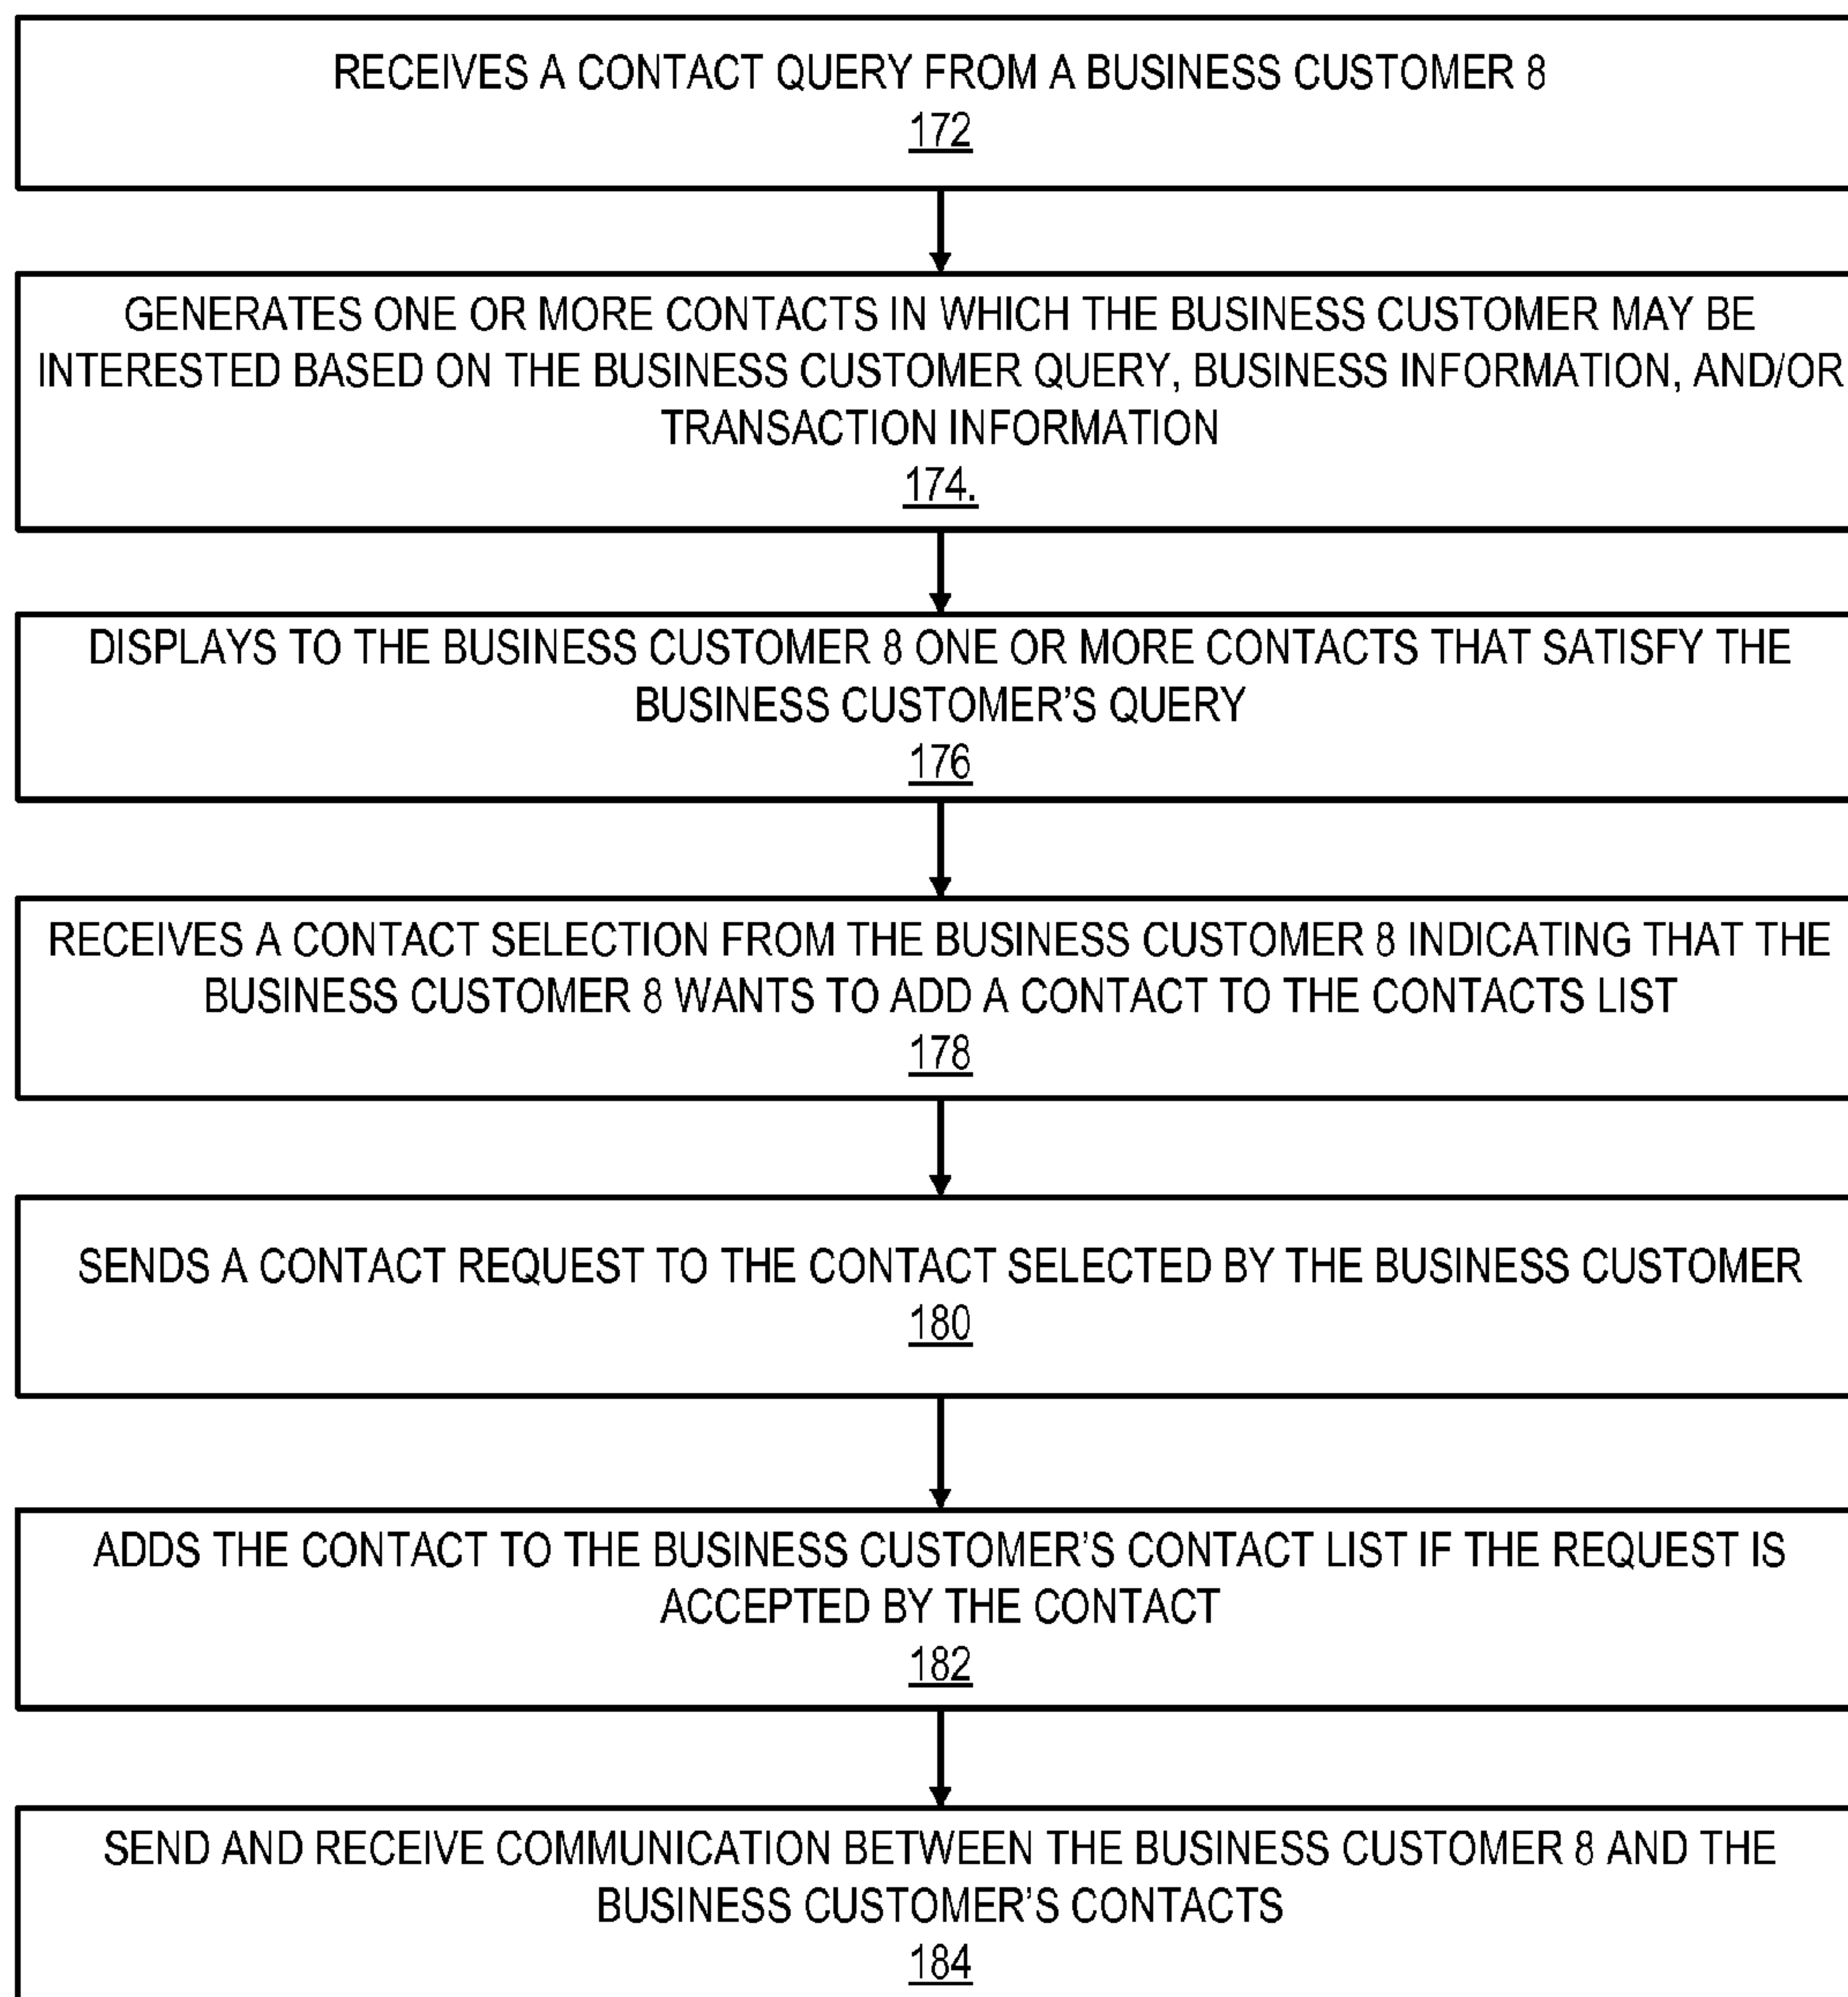 RECEIVES A CONTACT QUERY FROM A BUSINESS CUSTOMER 8
172
GENERATES ONE OR MORE CONTACTS IN WHICH THE BUSINESS CUSTOMER MAY BE
INTERESTED BASED ON THE BUSINESS CUSTOMER QUERY, BUSINESS INFORMATION, AND/OR
TRANSACTION INFORMATION
174.
DISPLAYS TO THE BUSINESS CUSTOMER 8 ONE OR MORE CONTACTS THAT SATISFY THE
BUSINESS CUSTOMER'S QUERY
176
RECEIVES A CONTACT SELECTION FROM THE BUSINESS CUSTOMER 8 INDICATING THAT THE
BUSINESS CUSTOMER 8 WANTS TO ADD A CONTACT TO THE CONTACTS LIST
178
SENDS A CONTACT REQUEST TO THE CONTACT SELECTED BY THE BUSINESS CUSTOMER
180
ADDS THE CONTACT TO THE BUSINESS CUSTOMER'S CONTACT LIST IF THE REQUEST IS
ACCEPTED BY THE CONTACT
182
SEND AND RECEIVE COMMUNICATION BETWEEN THE BUSINESS CUSTOMER 8 AND THE
BUSINESS CUSTOMER'S CONTACTS
184